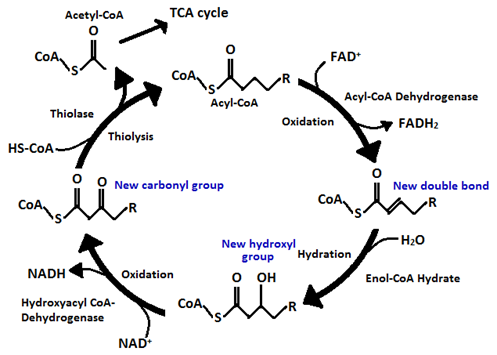 Acetyl-CoA
TCA cycle
O
CoA
S
O
CoA
S
R
Acyl-CoA
FAD⁺
Acyl-CoA Dehydrogenase
Oxidation
FADH₂
Thiolase
Thiolysis
HS-CoA
O
O
New carbonyl group
CoA
S
R
O
New double bond
CoA
S
R
H₂O
Hydration
Enol-CoA Hydrate
New hydroxyl
group
O
OH
CoA
S
R
NADH
Oxidation
Hydroxyacyl CoA-
Dehydrogenase
NAD⁺